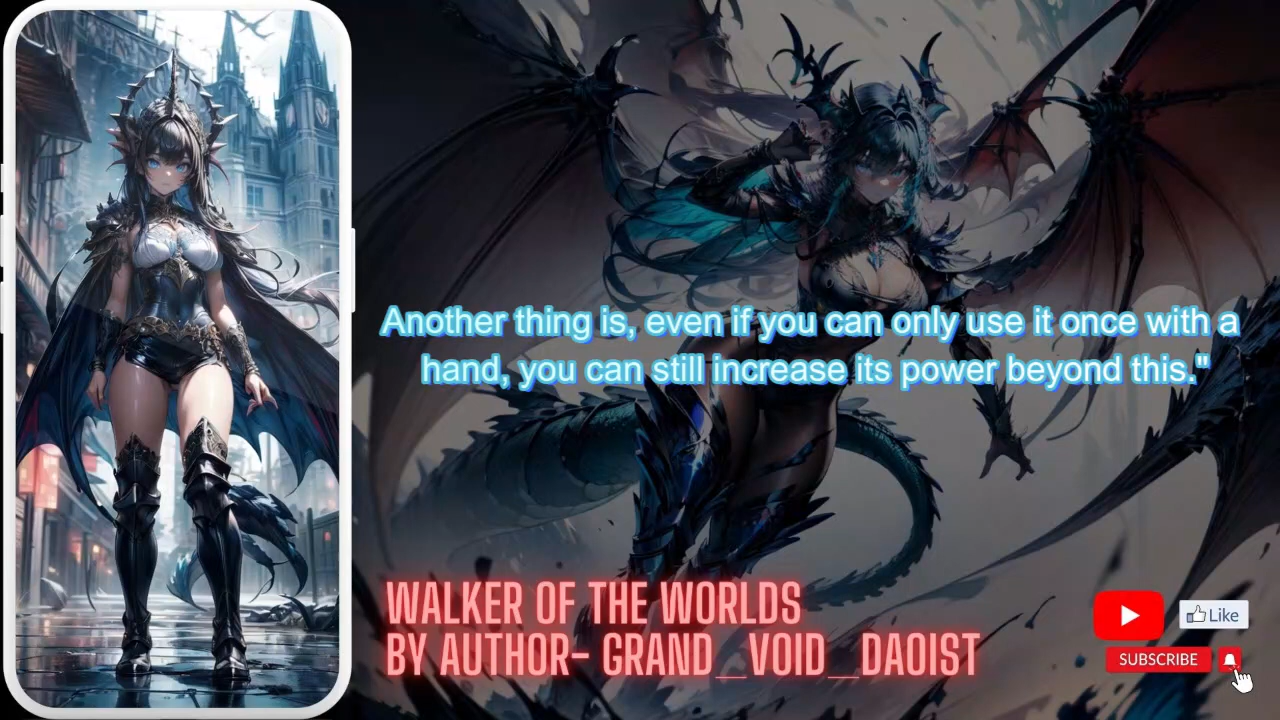 Another thing is, even if you can only use it once with a
hand, you can still increase its power beyond this."
WALKER OF THE WORLDS
BY AUTHOR- GRAND_VOID_DAOIST
Like
SUBSCRIBE